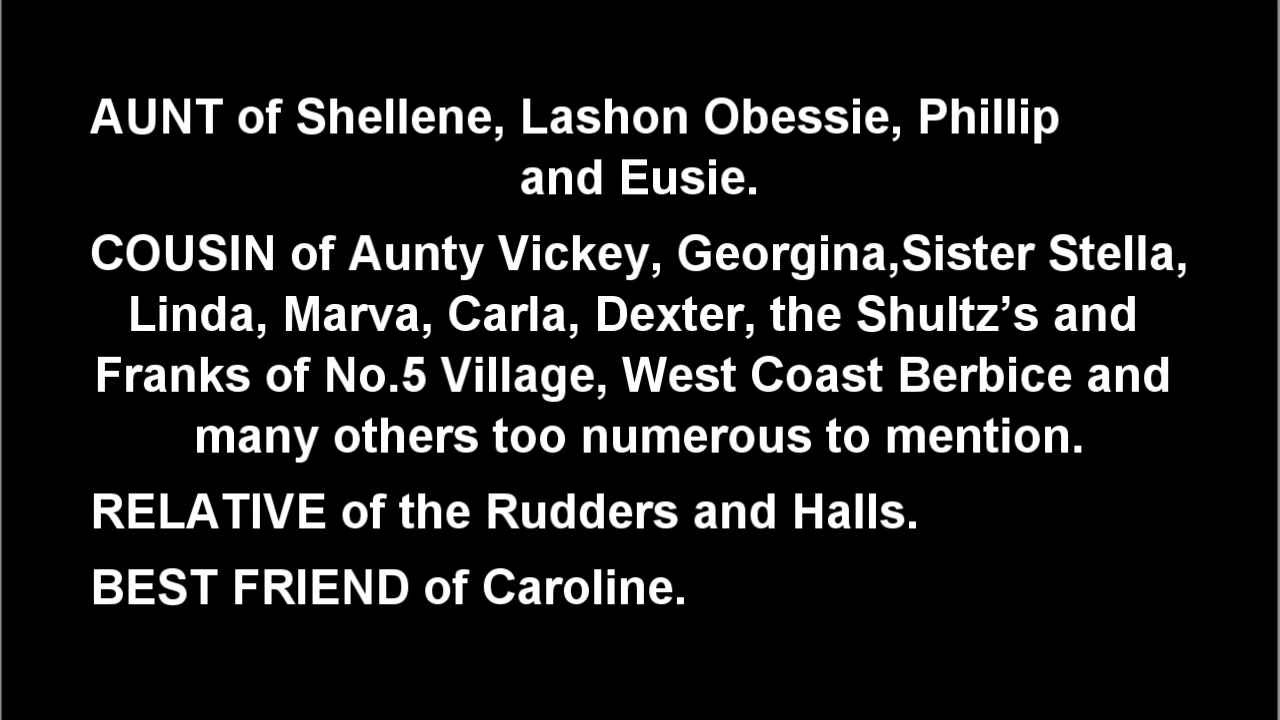 AUNT of Shellene, Lashon Obessie, Phillip
and Eusie.
COUSIN of Aunty Vickey, Georgina,Sister Stella,
Linda, Marva, Carla, Dexter, the Shultz’s and
Franks of No.5 Village, West Coast Berbice and
many others too numerous to mention.
RELATIVE of the Rudders and Halls.
BEST FRIEND of Caroline.